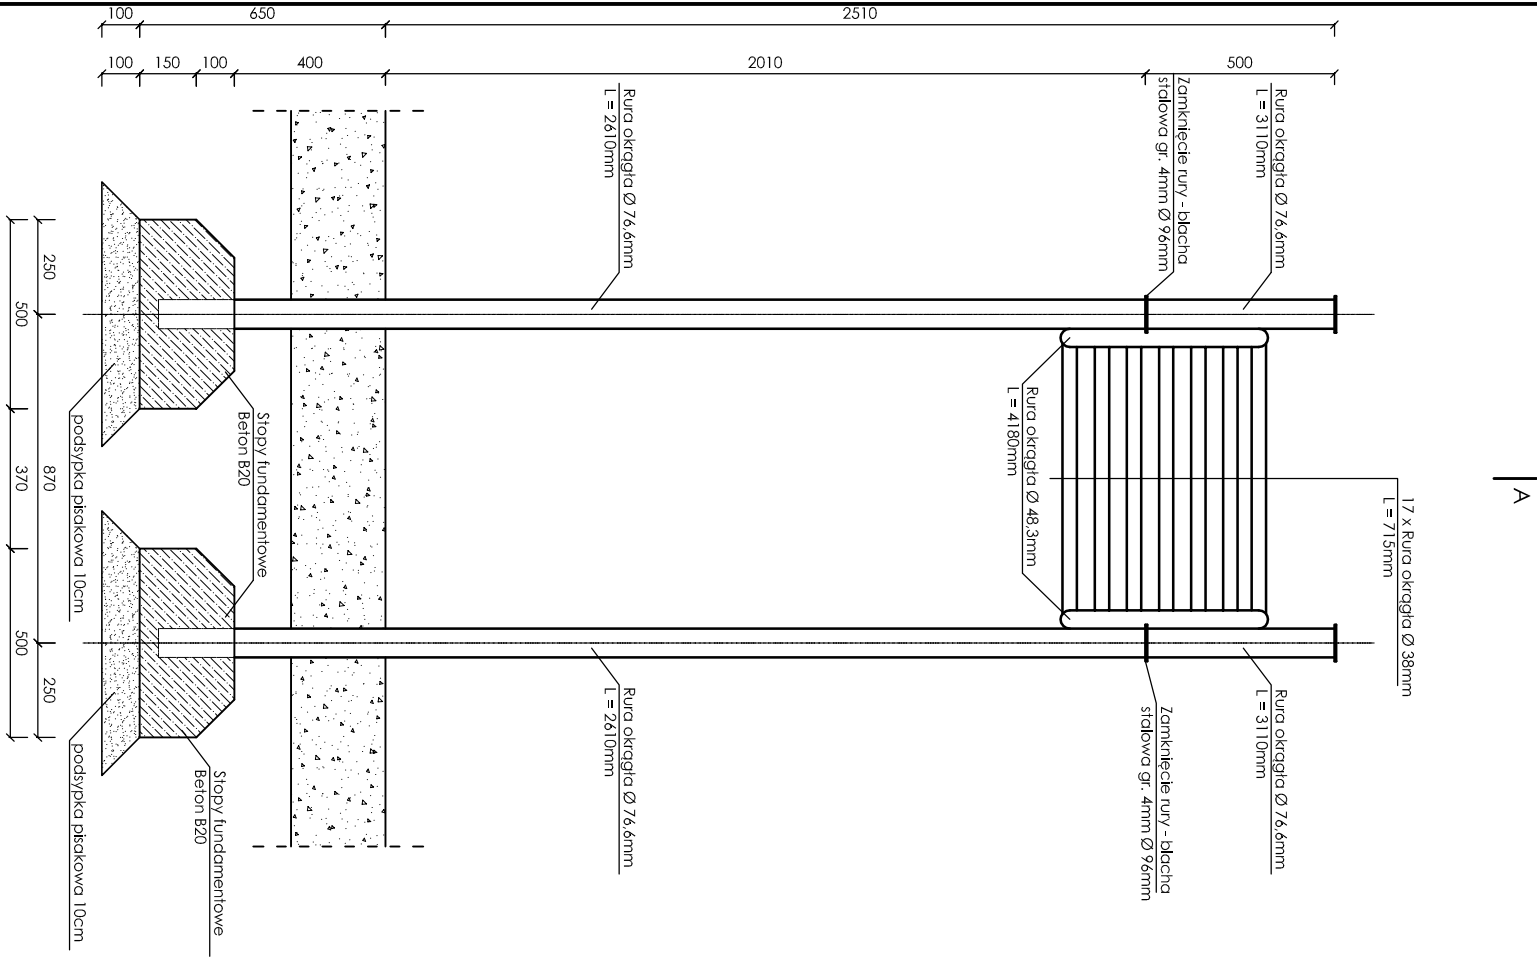 100
650
2510
100
150
100
400
2010
500
Rura okrągła Ø 76,6mm
L = 2610mm
Zamknięcie rury - blacha
stalowa gr. 4mm Ø 96mm
Rura okrągła Ø 76,6mm
L = 3110mm
A
17 x Rura okrągła Ø 38mm
L = 715mm
Rura okrągła Ø 48,3mm
L = 4180mm
Stopy fundamentowe
Beton B20
podsypka pisakowa 10cm
250
870
250
500
370
500
Rura okrągła Ø 76,6mm
L = 2610mm
Zamknięcie rury - blacha
stalowa gr. 4mm Ø 96mm
Rura okrągła Ø 76,6mm
L = 3110mm
Stopy fundamentowe
Beton B20
podsypka pisakowa 10cm